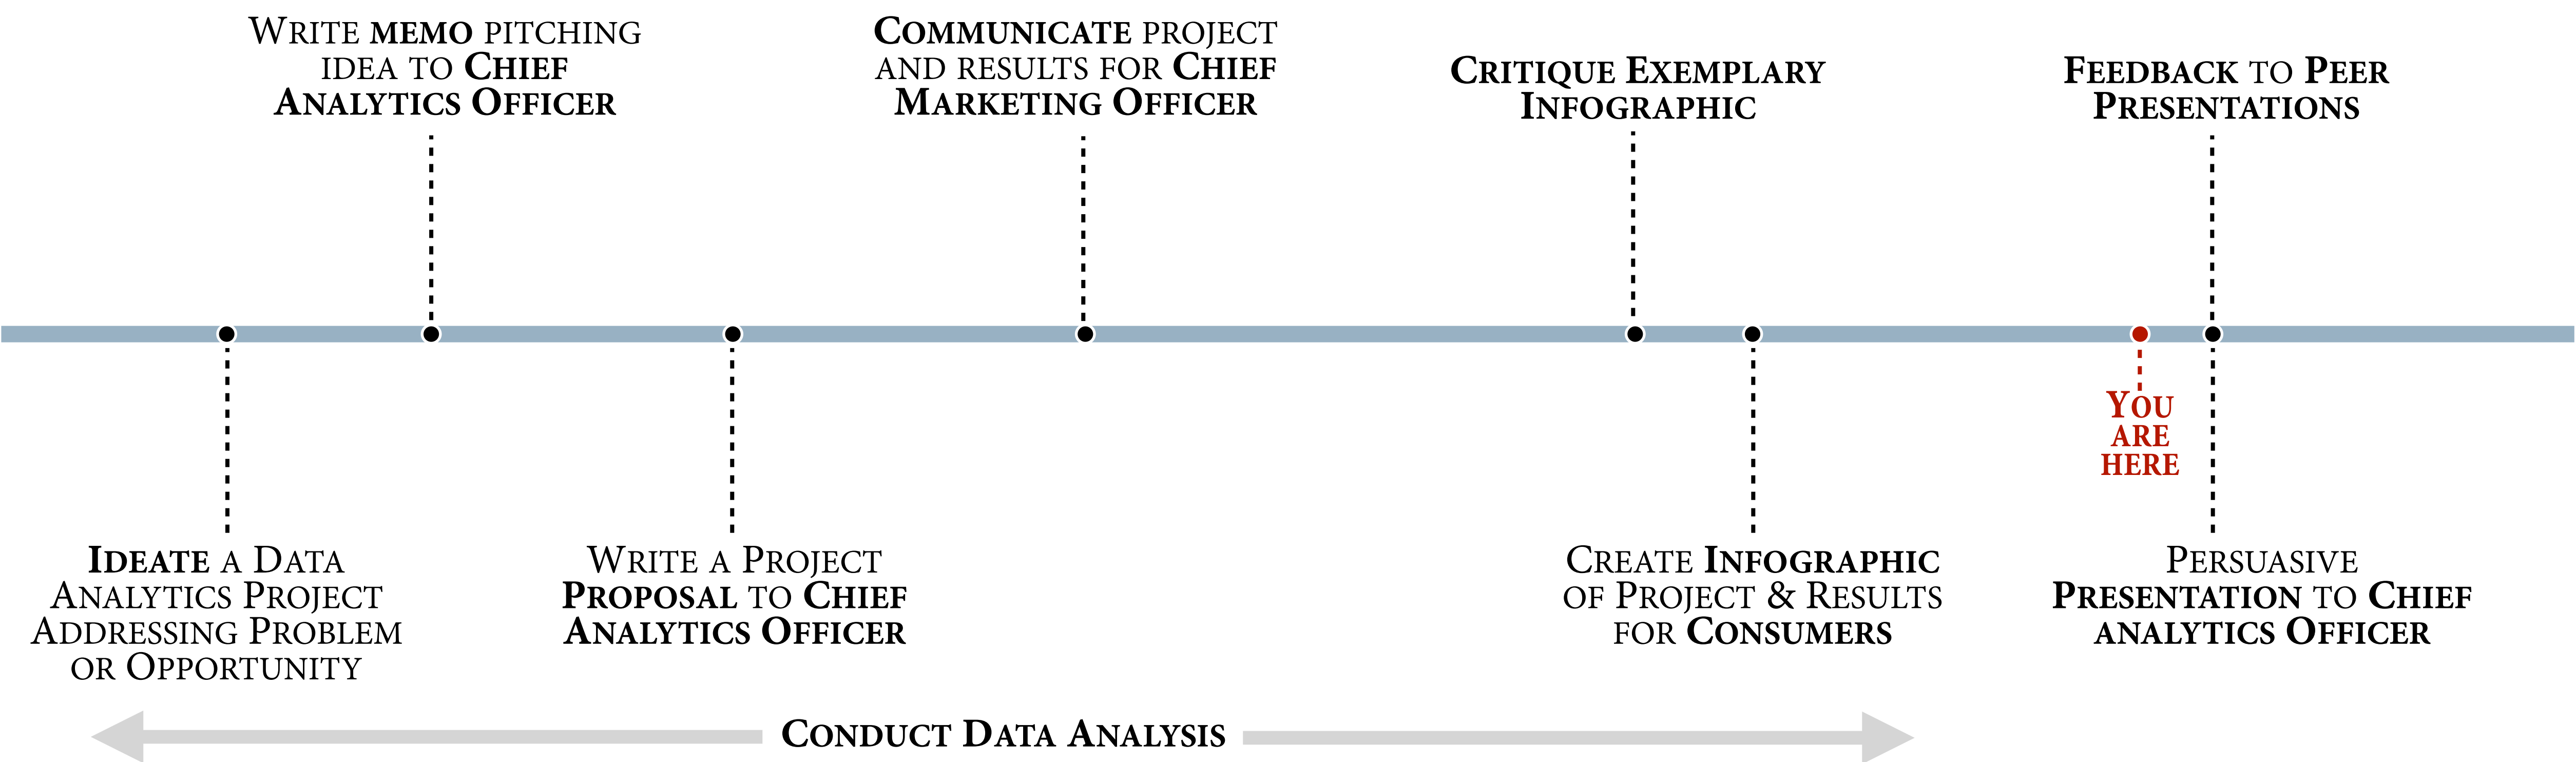 Write memo pitching
idea to Chief
Analytics Officer
Communicate project
and results for Chief
Marketing Officer
Critique Exemplary
Infographic
Feedback to Peer
Presentations
You
are
here
Ideate a Data
Analytics Project
Addressing Problem
or Opportunity
Write a Project
Proposal to Chief
Analytics Officer
Create Infographic
of Project & Results
for Consumers
Persuasive
Presentation to Chief
analytics Officer
Conduct Data Analysis